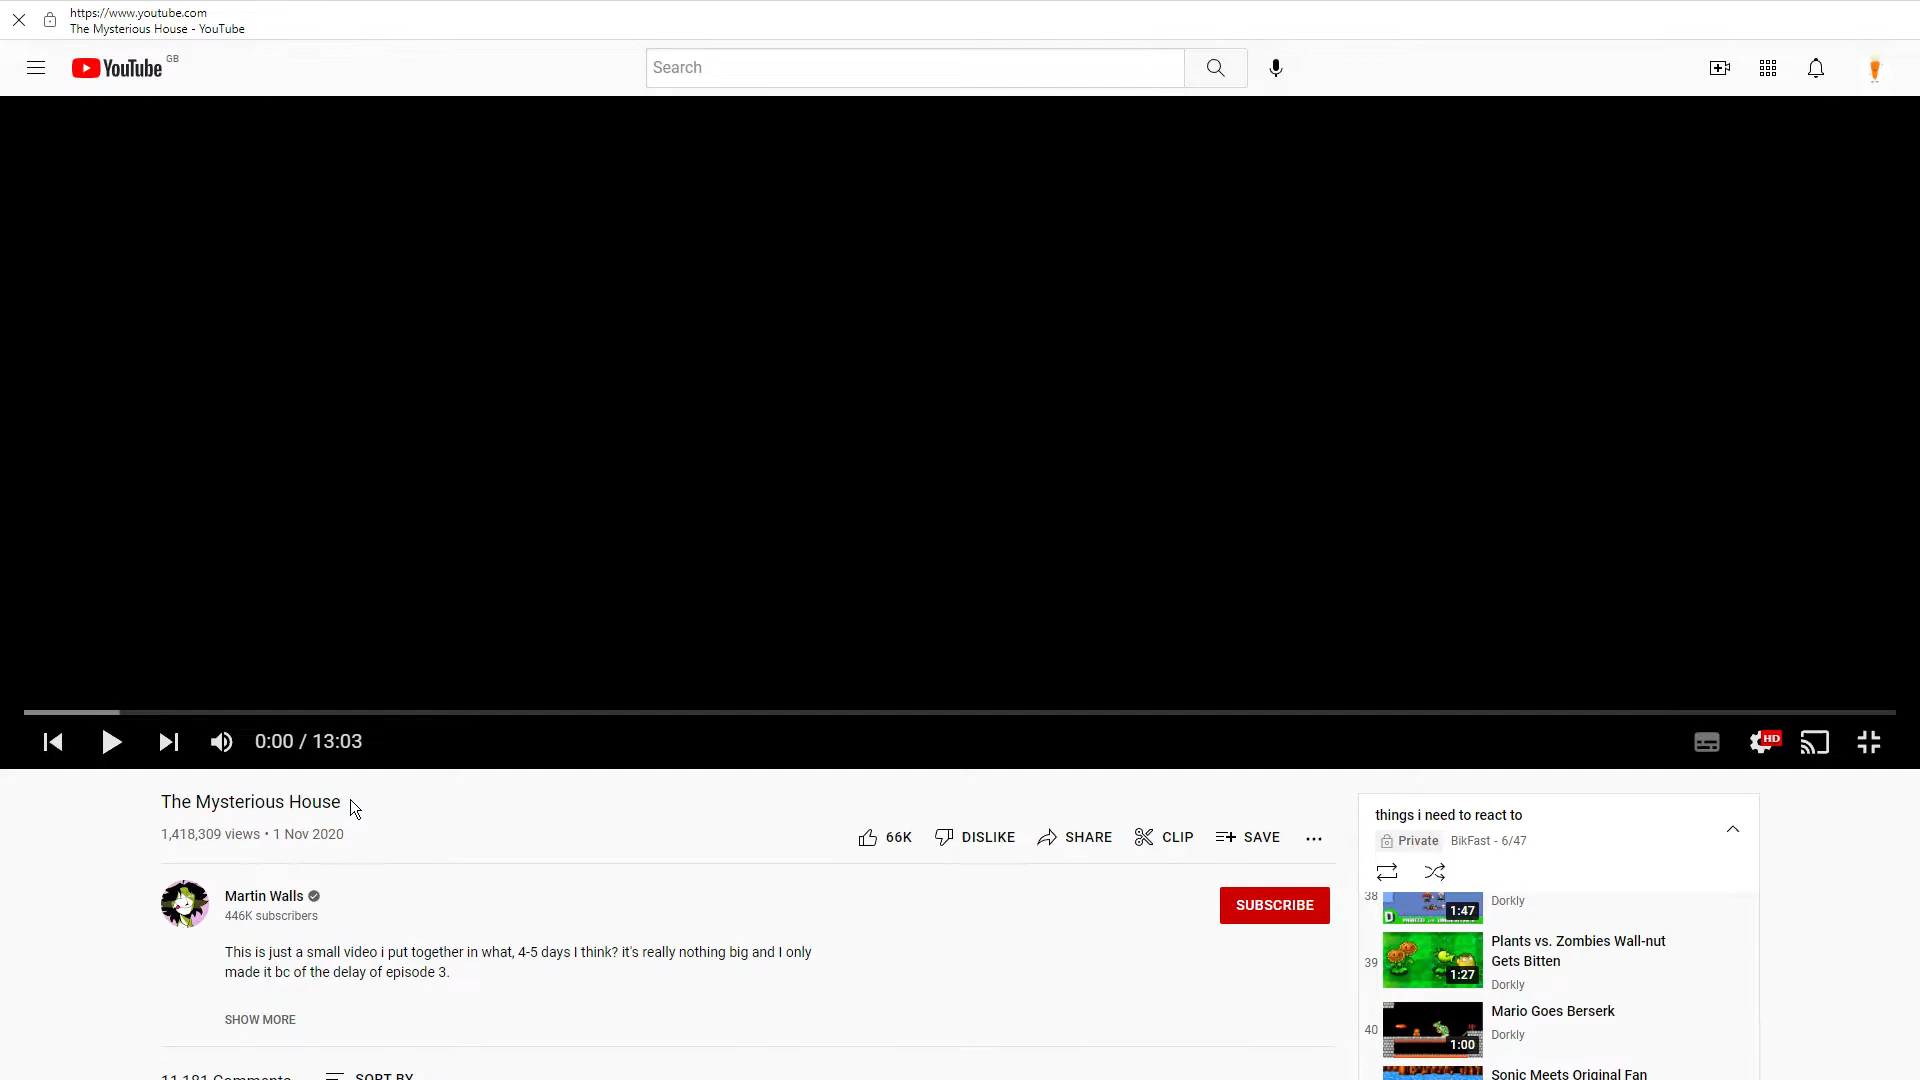 https://www.youtube.com
The Mysterious House - YouTube
YouTube GB
Search
0:00 / 13:03
HD
The Mysterious House
1,418,309 views • 1 Nov 2020
66K
DISLIKE
SHARE
CLIP
SAVE
Martin Walls
446K subscribers
SUBSCRIBE
This is just a small video i put together in what, 4-5 days I think? it's really nothing big and I only
made it bc of the delay of episode 3.
SHOW MORE
11,181 Comments
SORT BY
things i need to react to
Private
BikFast - 6/47
38
1:47
Dorkly
39
1:27
Plants vs. Zombies Wall-nut
Gets Bitten
Dorkly
40
1:00
Mario Goes Berserk
Dorkly
Sonic Meets Original Fan